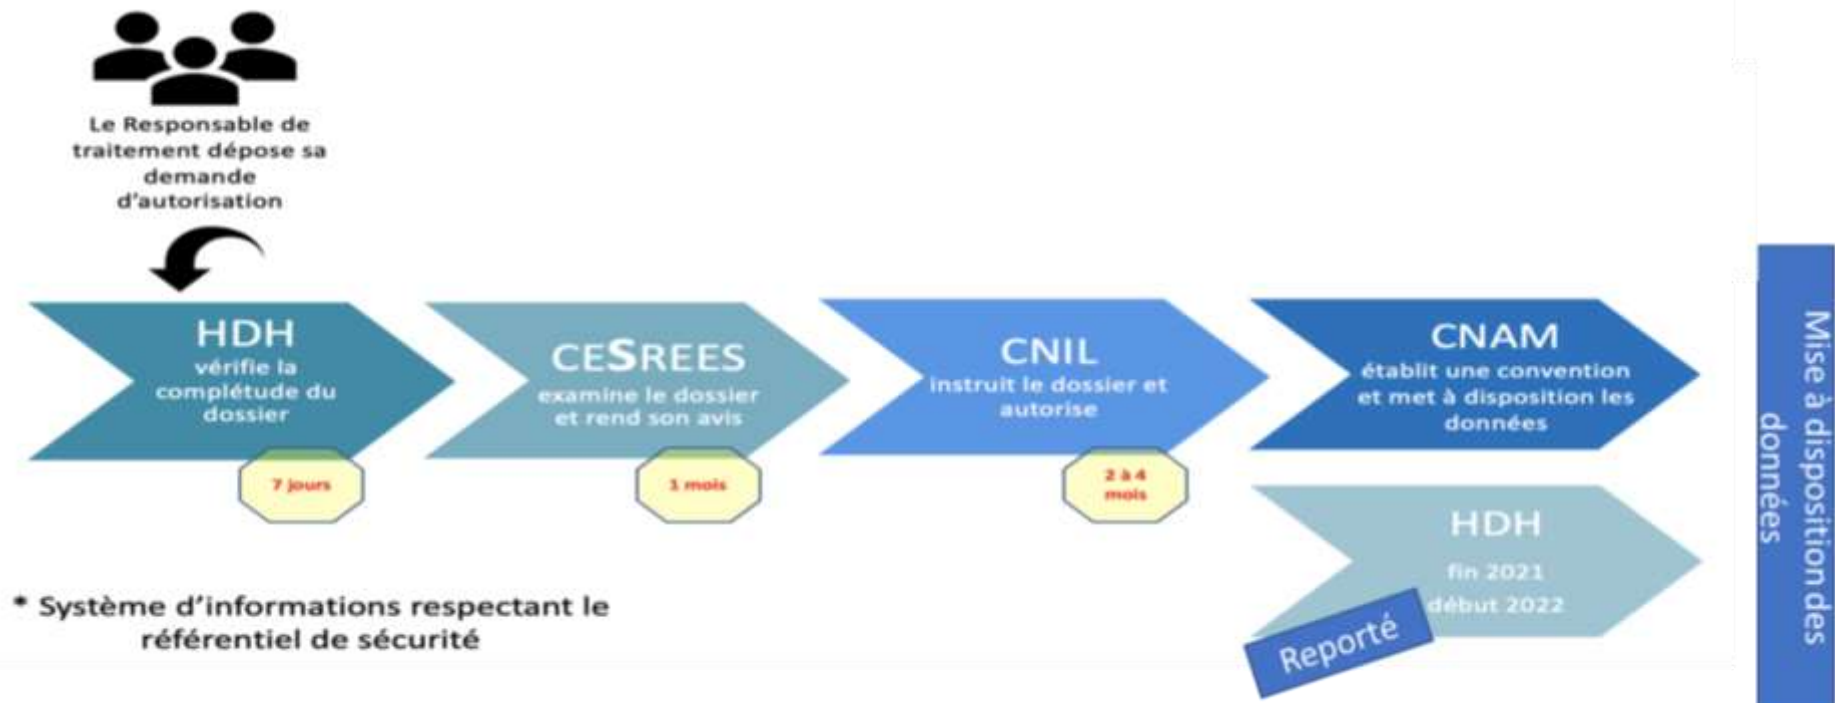 Le Responsable de
traitement dépose sa
demande
d'autorisation
HDH
vérifie la
complétude du
dossier
7 jours
CESREES
examine le dossier
et rend son avis
1 mois
CNIL
instruit le dossier et
autorise
2 à 4
mois
CNAM
établit une convention
et met à disposition les
données
HDH
fin 2021
début 2022
Reporté
Mise à disposition des
données
* Système d'informations respectant le
référentiel de sécurité